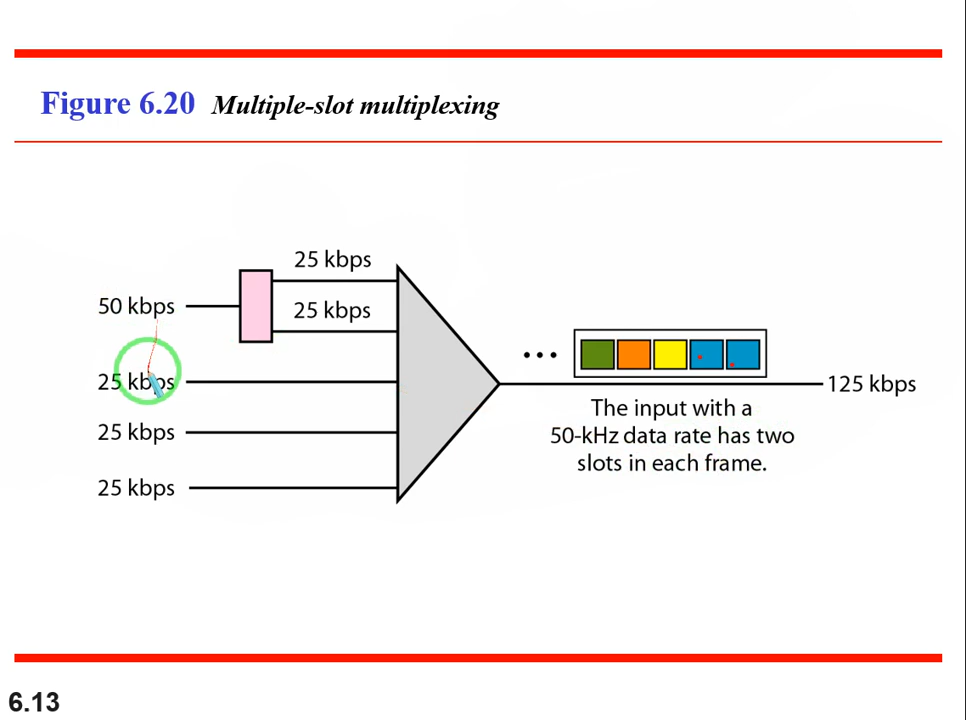 Figure 6.20 Multiple-slot multiplexing
25 kbps
50 kbps
25 kbps
25 kbps
125 kbps
The input with a
50-kHz data rate has two
slots in each frame.
25 kbps
25 kbps
6.13